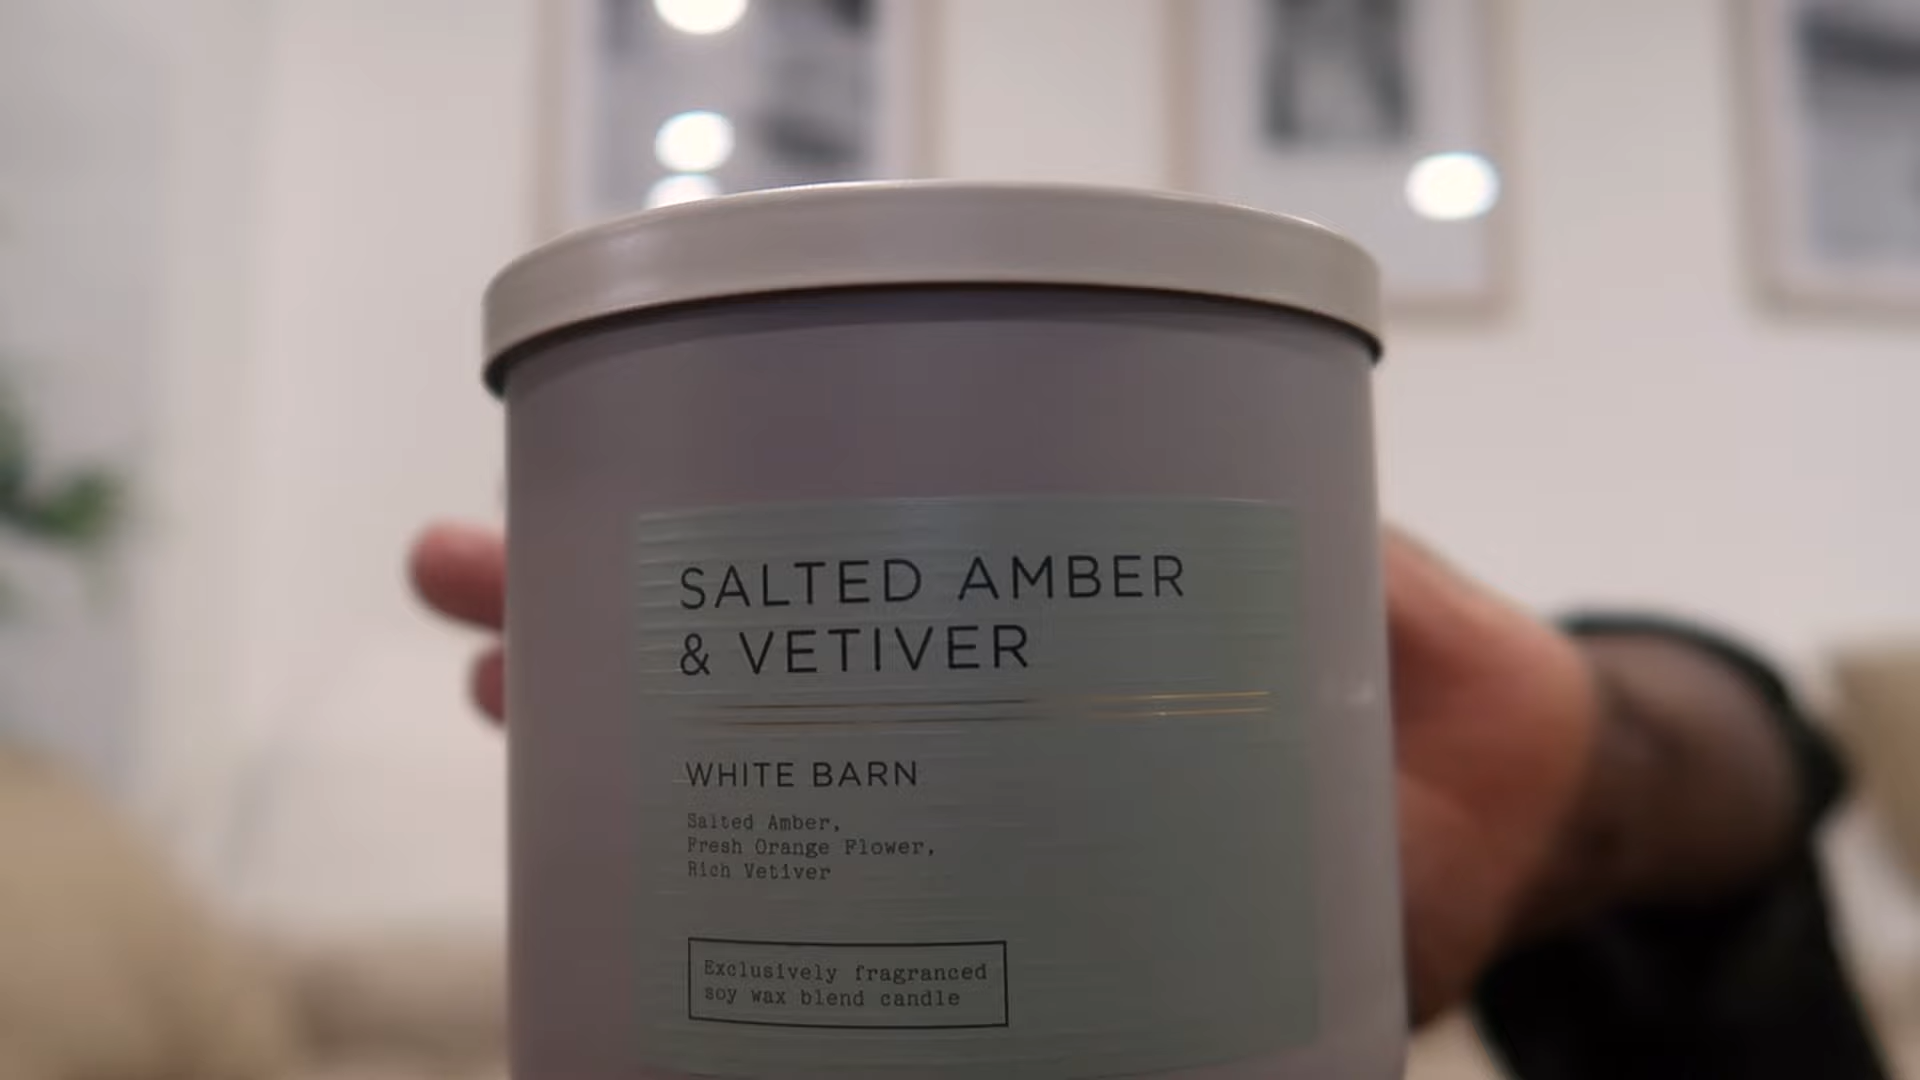 SALTED AMBER
& VETIVER
WHITE BARN
Salted Amber,
Fresh Orange Flower,
Rich Vetiver
Exclusively fragranced
soy wax blend candle